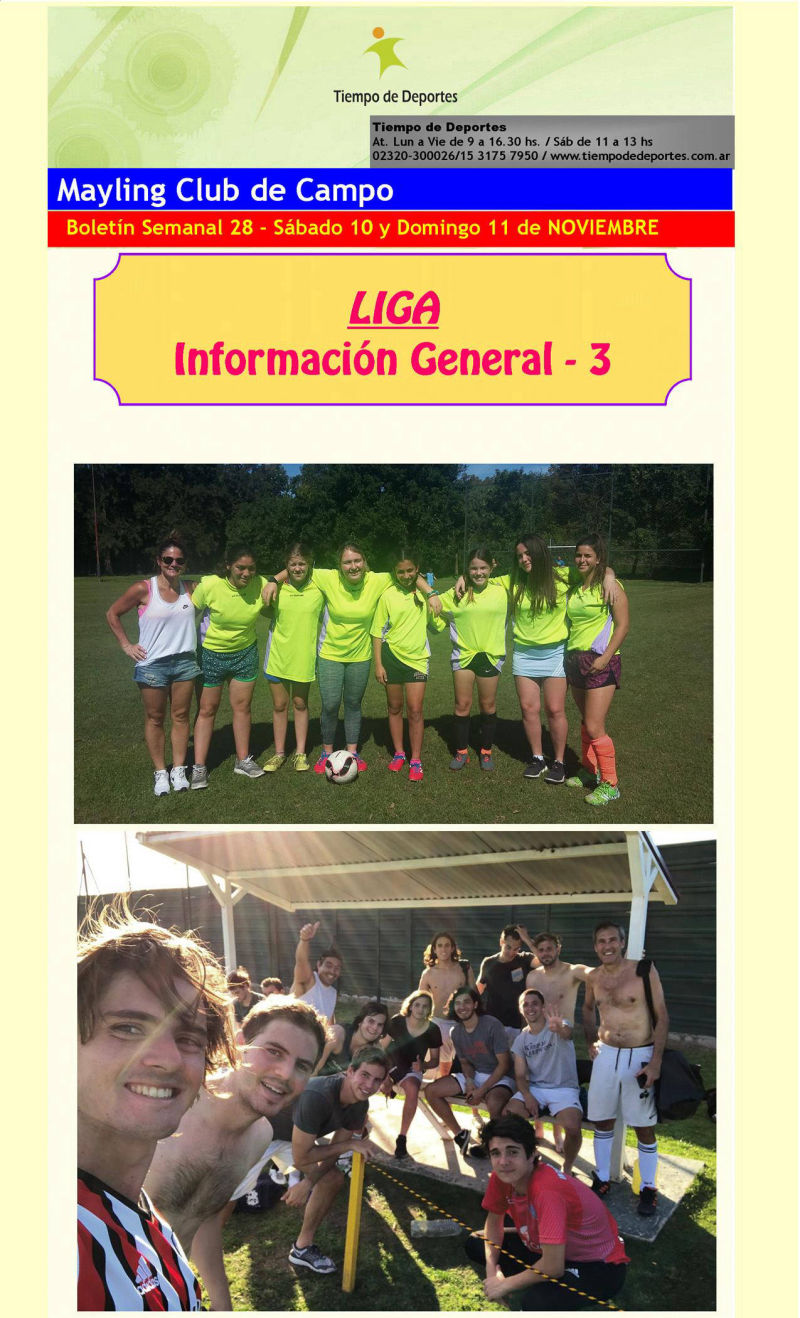 Tiempo de Deportes
Tiempo de Deportes
At. Lun a Vie de 9 a 16.30 hs. / Sáb de 11 a 13 hs
02320-300026/15 3175 7950 / www.tiempodedeportes.com.ar
Mayling Club de Campo
Boletín Semanal 28 - Sábado 10 y Domingo 11 de NOVIEMBRE
LIGA
Información General - 3
adidas